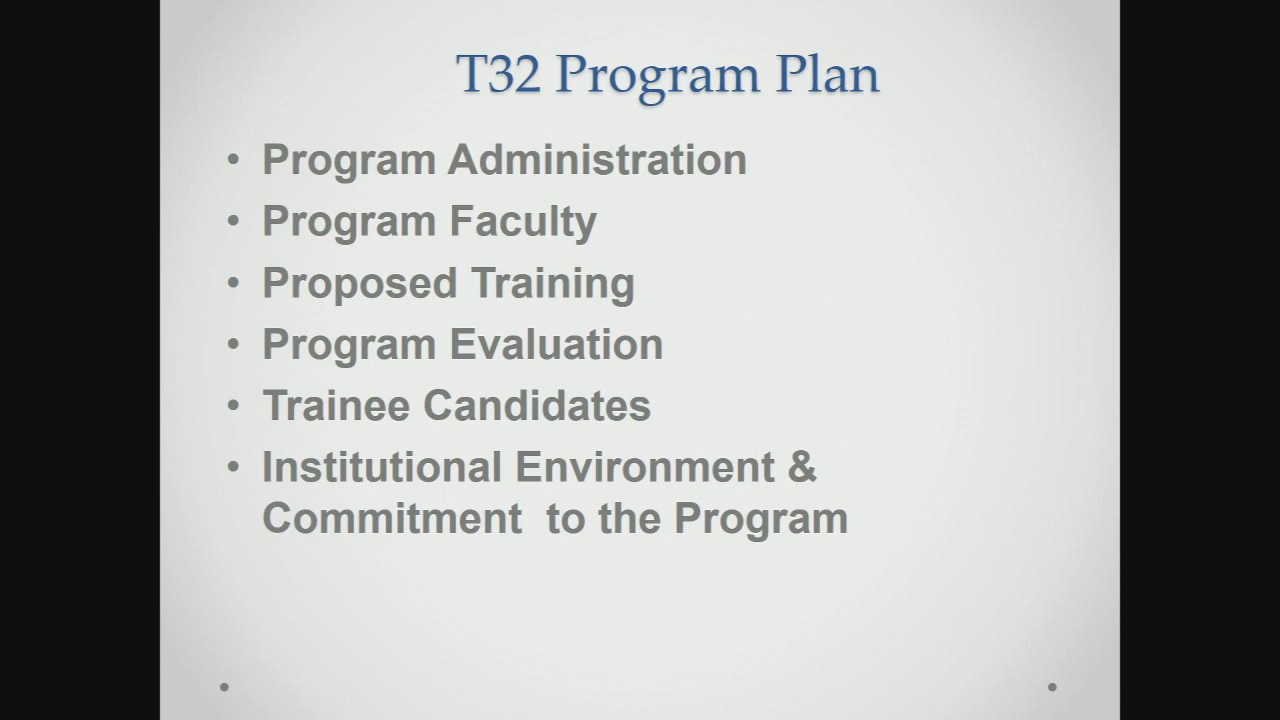 T32 Program Plan
• Program Administration
• Program Faculty
• Proposed Training
• Program Evaluation
• Trainee Candidates
• Institutional Environment &
Commitment  to the Program